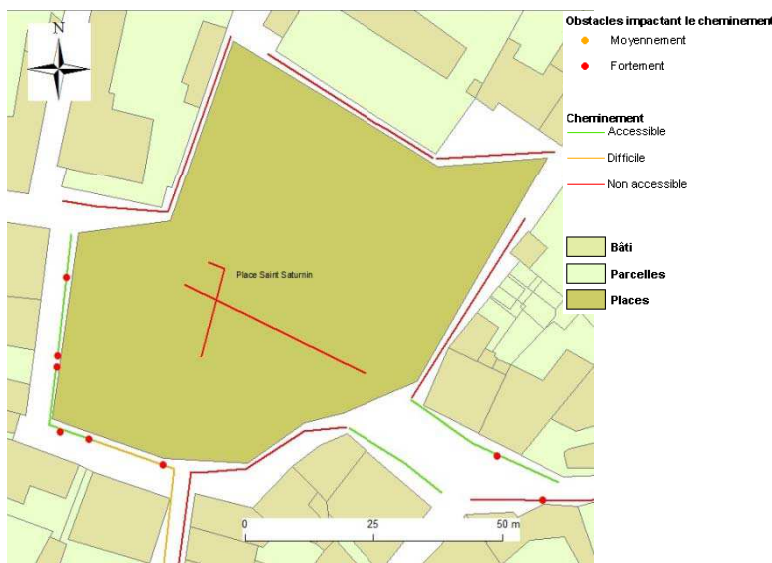 N
Place Saint Saturnin
0 25 50 m
Obstacles impactant le cheminement
Moyennement
Fortement
Cheminement
Accessible
Difficile
Non accessible
Bâti
Parcelles
Places